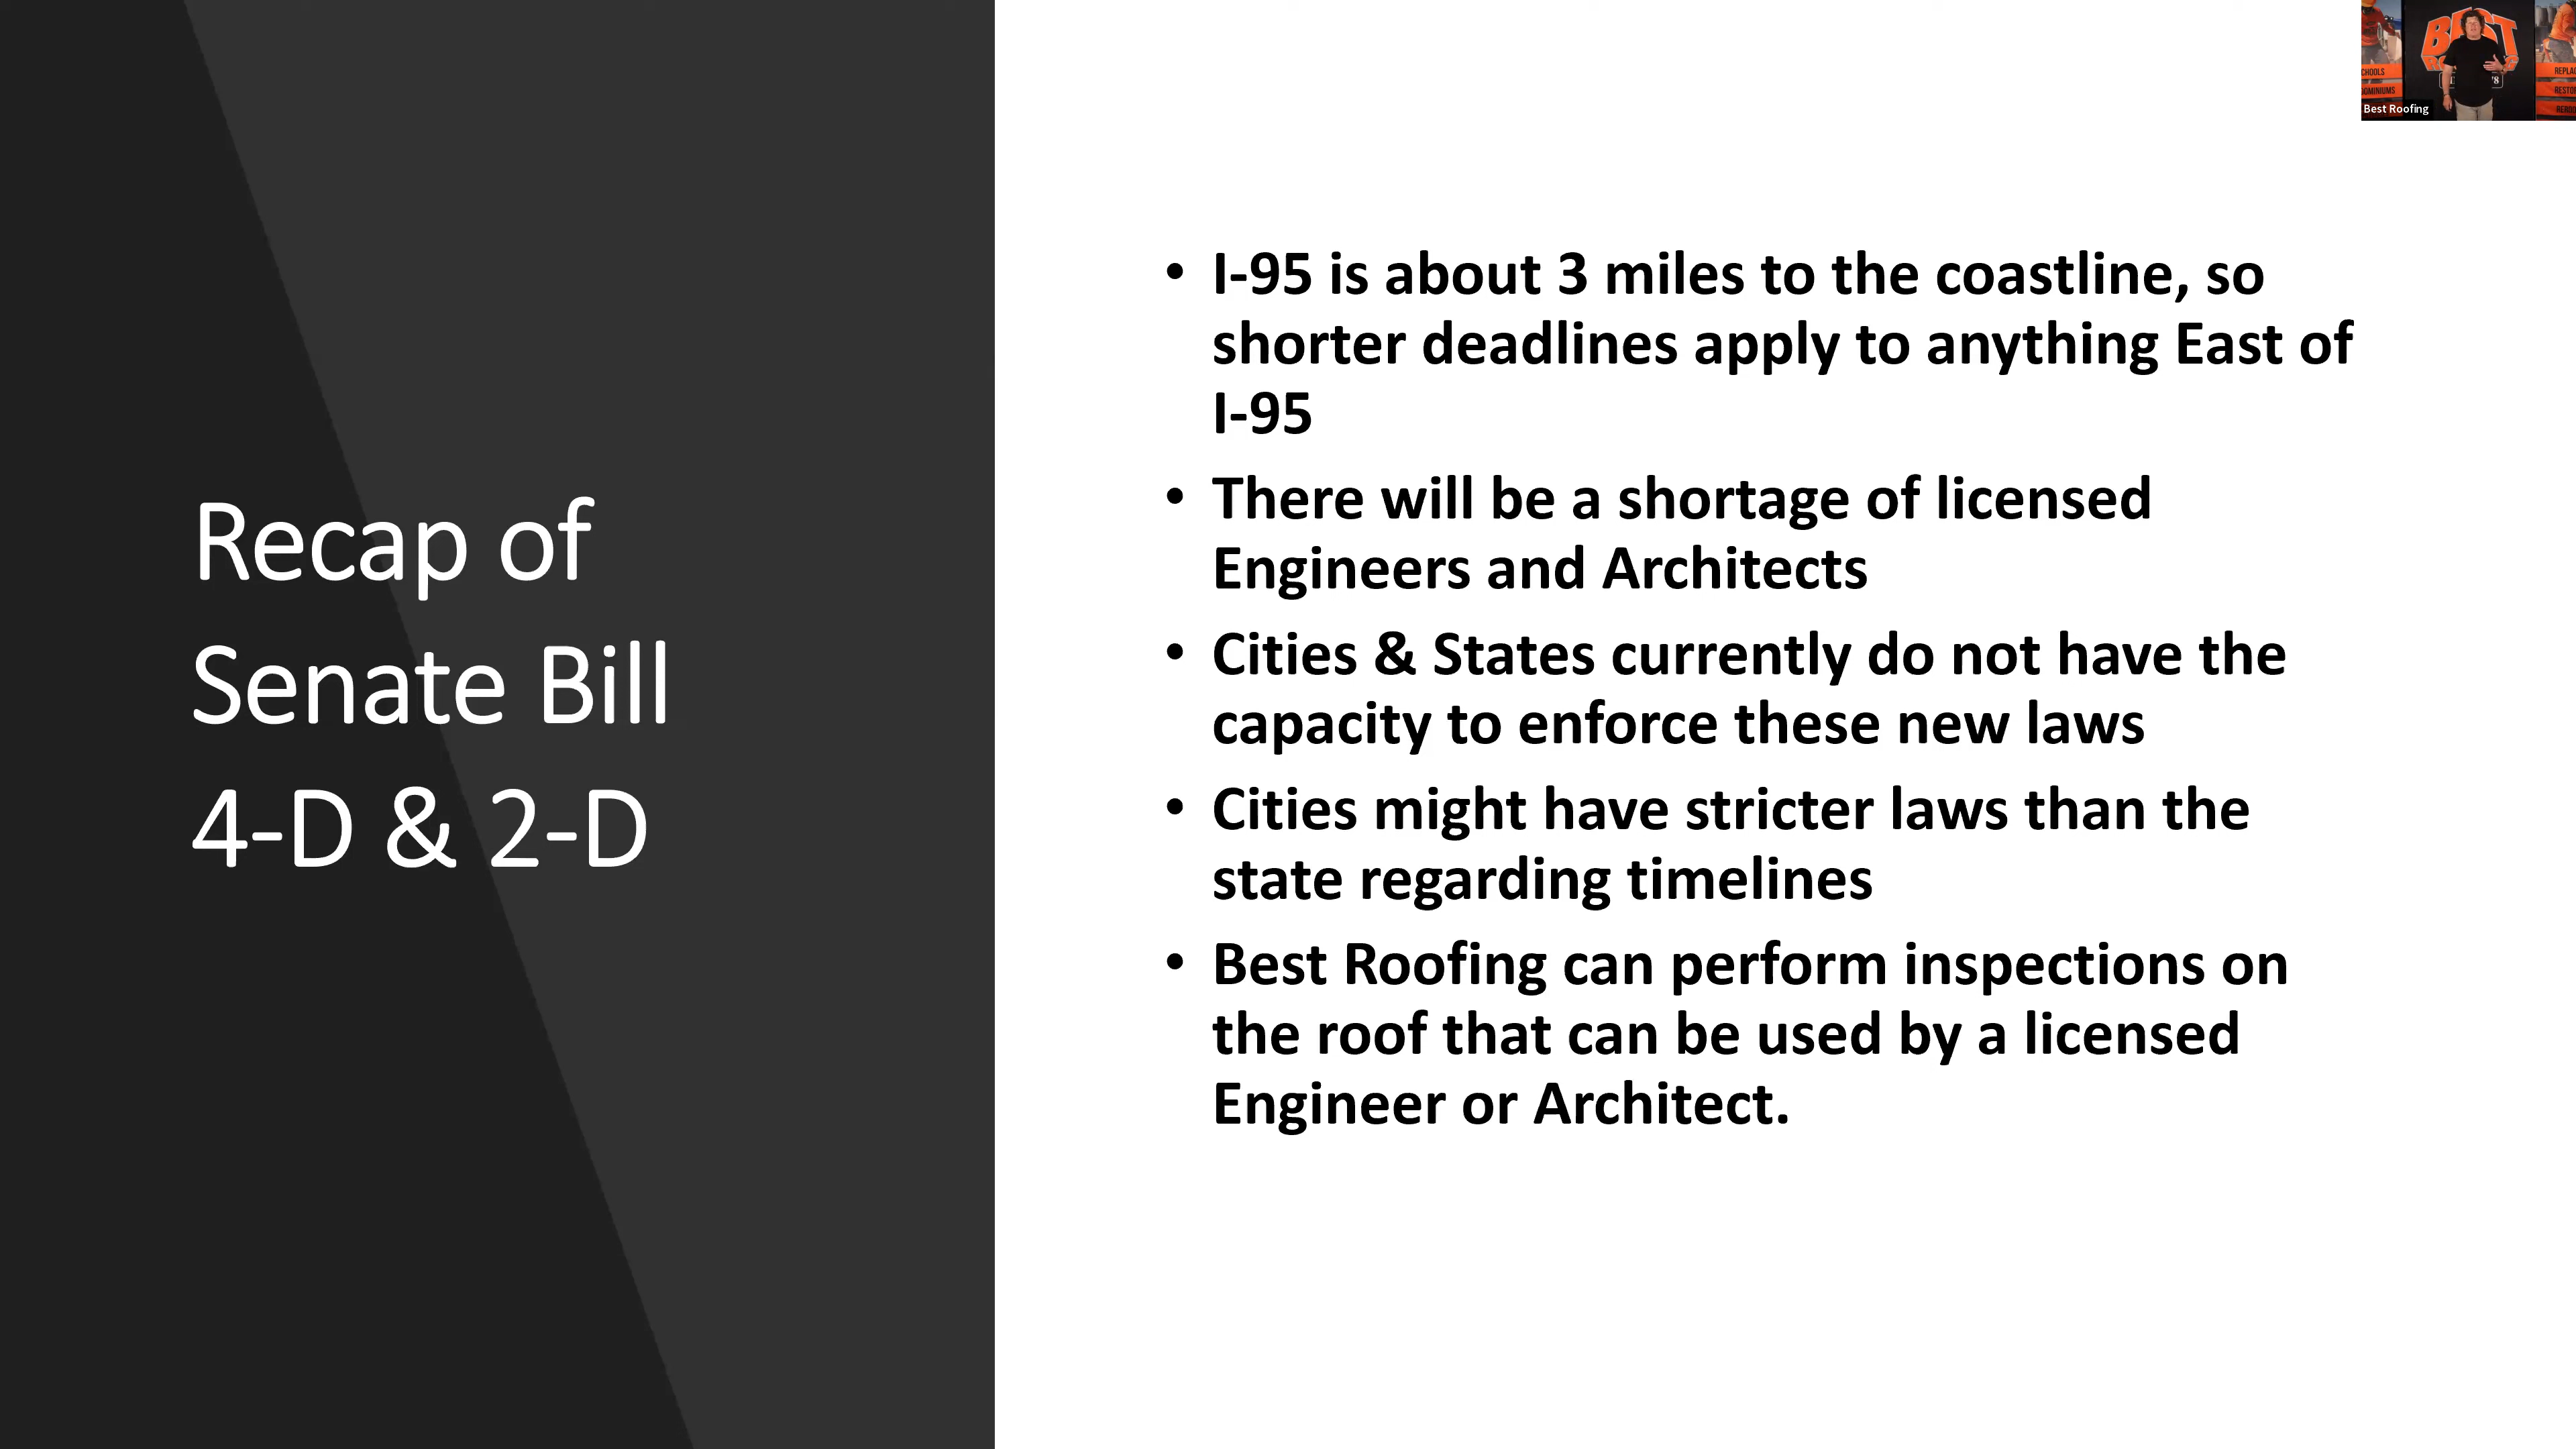 Recap of
Senate Bill
4-D & 2-D
• I-95 is about 3 miles to the coastline, so
shorter deadlines apply to anything East of
I-95
• There will be a shortage of licensed
Engineers and Architects
• Cities & States currently do not have the
capacity to enforce these new laws
• Cities might have stricter laws than the
state regarding timelines
• Best Roofing can perform inspections on
the roof that can be used by a licensed
Engineer or Architect.
BEST
Best Roofing